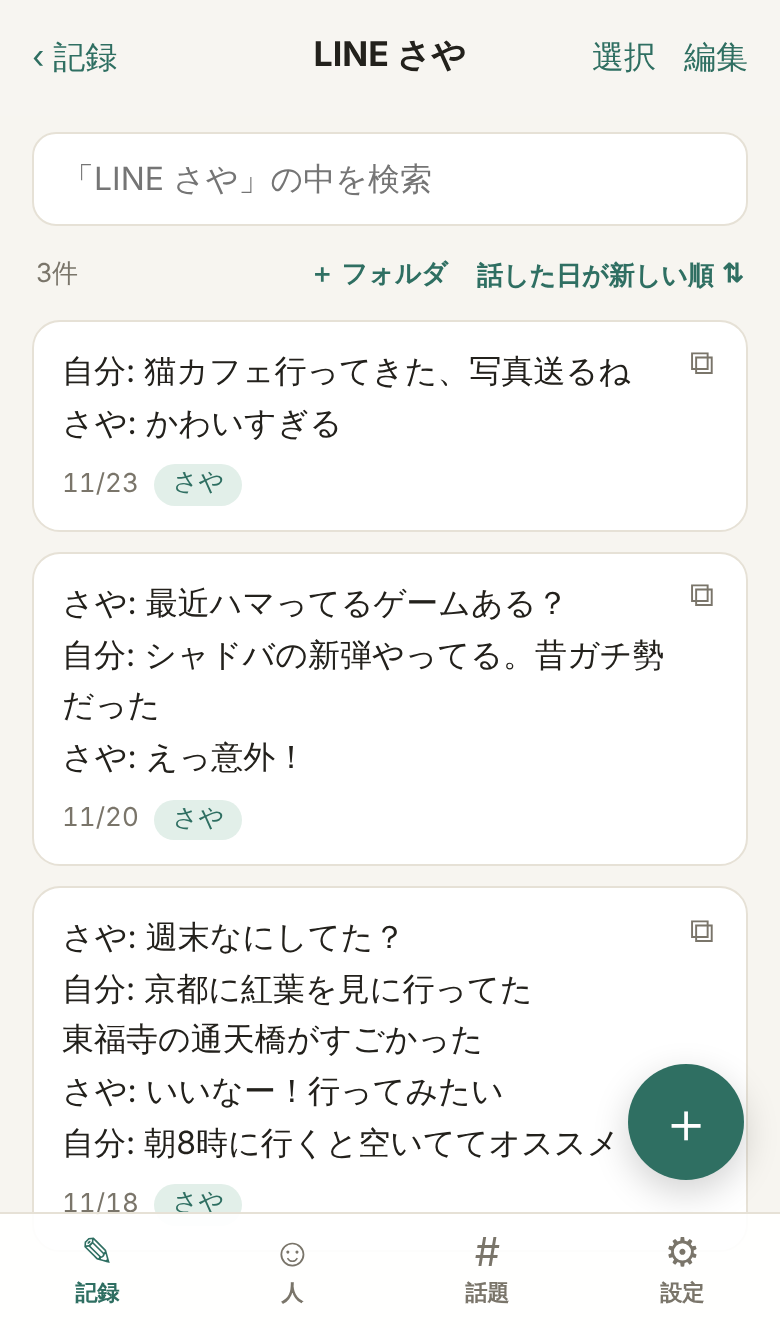 ‹ 記録
LINE さや
選択 編集
「LINE さや」の中を検索
3件
+ フォルダ 話した日が新しい順 ⇅
自分: 猫カフェ行ってきた、写真送るね
さや: かわいすぎる
11/23 さや
さや: 最近ハマってるゲームある？
自分: シャドバの新弾やってる。昔ガチ勢
だった
さや: えっ意外！
11/20 さや
さや: 週末なにしてた？
自分: 京都に紅葉を見に行ってた
東福寺の通天橋がすごかった
さや: いいなー！行ってみたい
自分: 朝8時に行くと空いててオススメ
11/18 さや
+
記録
人
#
話題
設定